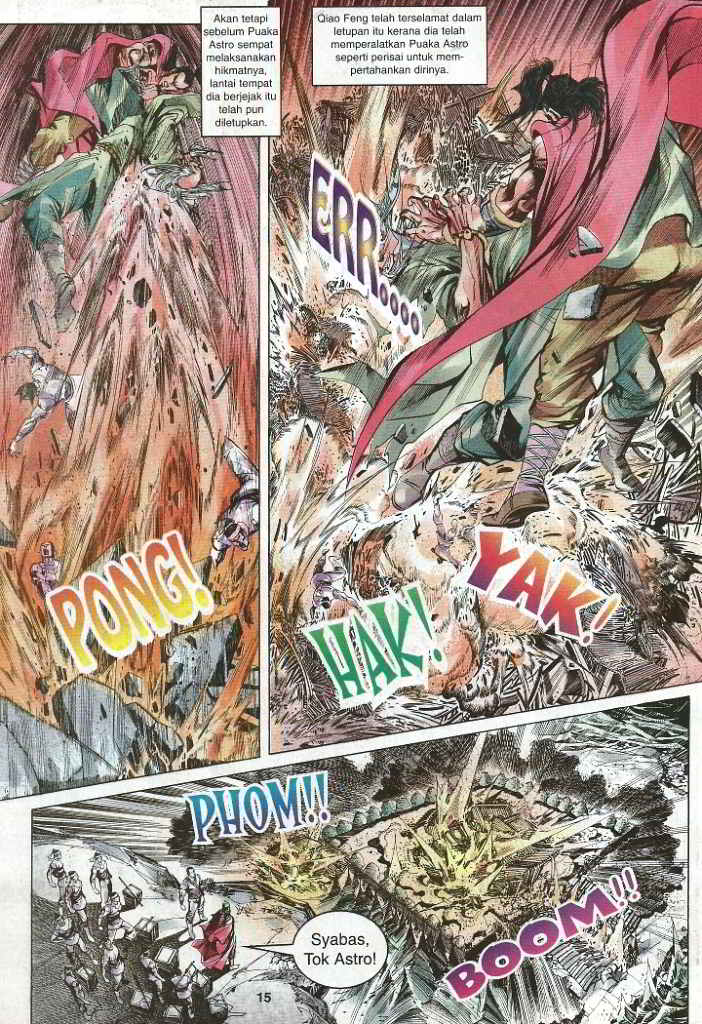 Akan tetapi
sebelum Puaka
Astro sempat
melaksanakan
hikmatnya,
lantai tempat
dia berjejak itu
telah pun
diletupkan.
Qiao Feng telah terselamat dalam
letupan itu kerana dia telah
memperalatkan Puaka Astro
seperti perisai untuk mem-
pertahankan dirinya.
ERR....
PONG!
YAK!
HAK!
PHOM!!
BOOM!!
Syabas,
Tok Astro!
15